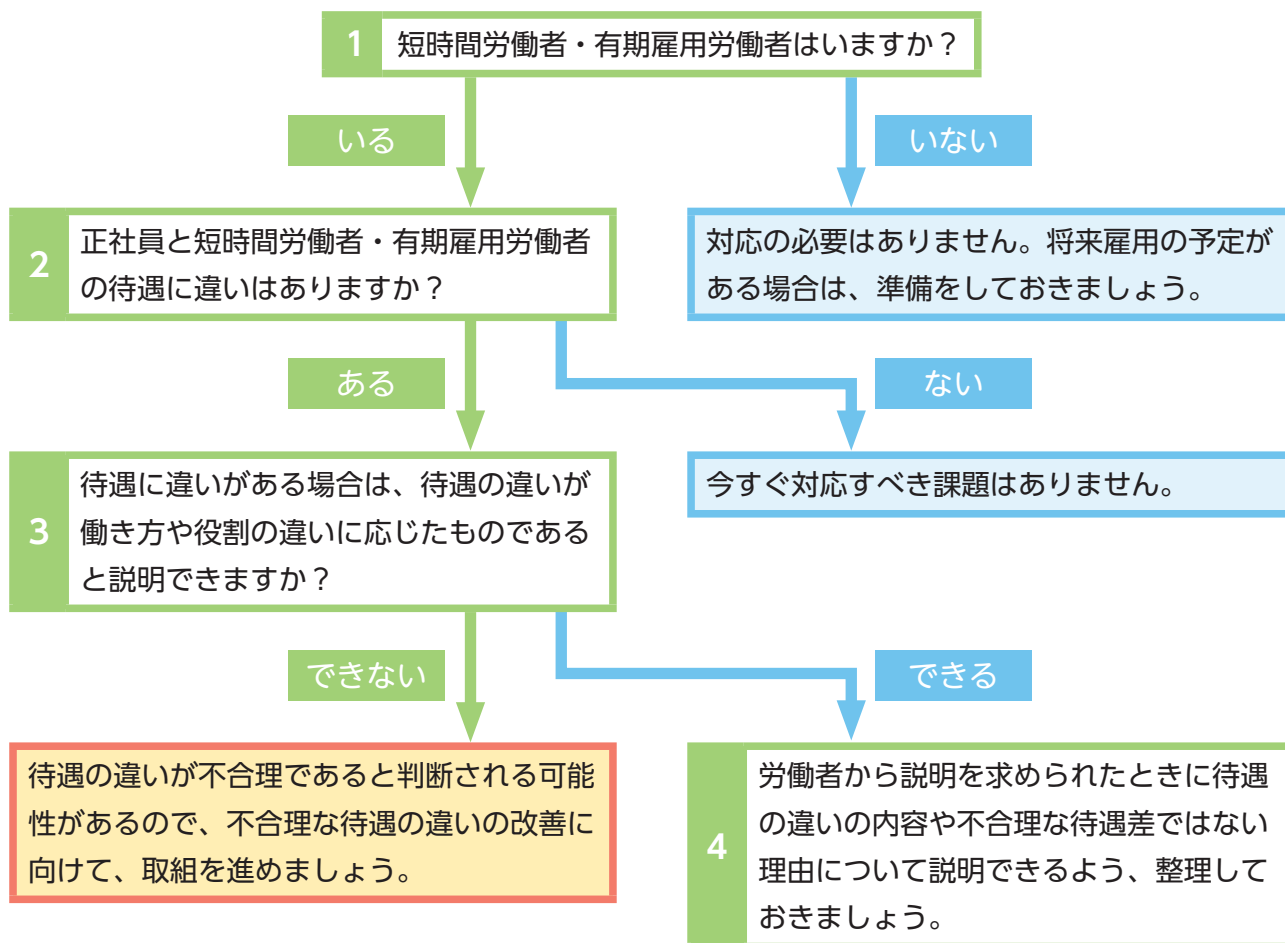 1 短時間労働者・有期雇用労働者はいますか？
いる
いない
2 正社員と短時間労働者・有期雇用労働者
の待遇に違いはありますか？
対応の必要はありません。将来雇用の予定が
ある場合は、準備をしておきましょう。
ある
ない
3 待遇に違いがある場合は、待遇の違いが
働き方や役割の違いに応じたものである
と説明できますか？
今すぐ対応すべき課題はありません。
できない
できる
待遇の違いが不合理であると判断される可能
性があるので、不合理な待遇の違いの改善に
向けて、取組を進めましょう。
4 労働者から説明を求められたときに待遇
の違いの内容や不合理な待遇差ではない
理由について説明できるよう、整理して
おきましょう。